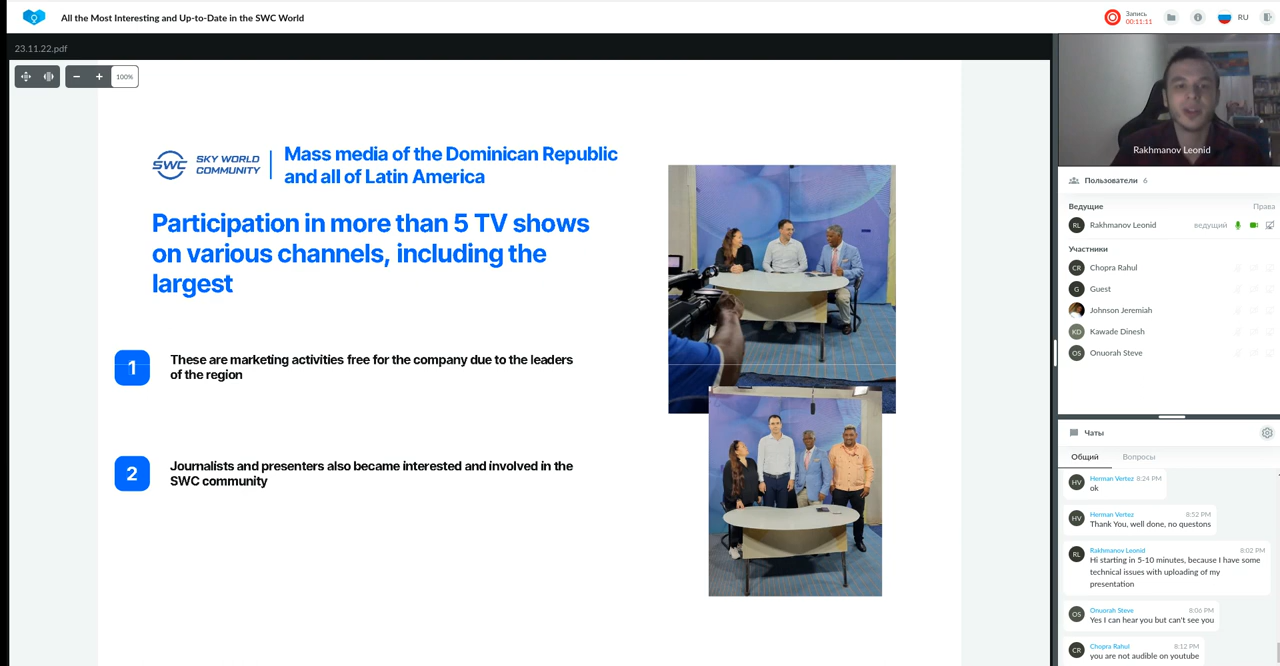 All the Most Interesting and Up-to-Date in the SWC World
Запись
00:11:11
RU
23.11.22.pdf
100%
SWC
SKY WORLD
COMMUNITY
Mass media of the Dominican Republic
and all of Latin America
Participation in more than 5 TV shows
on various channels, including the
largest
1
These are marketing activities free for the company due to the leaders
of the region
2
Journalists and presenters also became interested and involved in the
SWC community
Rakhmanov Leonid
Пользователи 6
Ведущие Права
RL Rakhmanov Leonid ведущий
Участники
CR Chopra Rahul
G Guest
Johnson Jeremiah
KD Kawade Dinesh
OS Onuorah Steve
Чаты
Общий Вопросы
HV Herman Vertez 8:24 PM
ok
HV Herman Vertez 8:52 PM
Thank You, well done, no questons
RL Rakhmanov Leonid 8:02 PM
Hi starting in 5-10 minutes, because I have some
technical issues with uploading of my
presentation
OS Onuorah Steve 8:06 PM
Yes I can hear you but can't see you
CR Chopra Rahul 8:12 PM
you are not audible on youtube